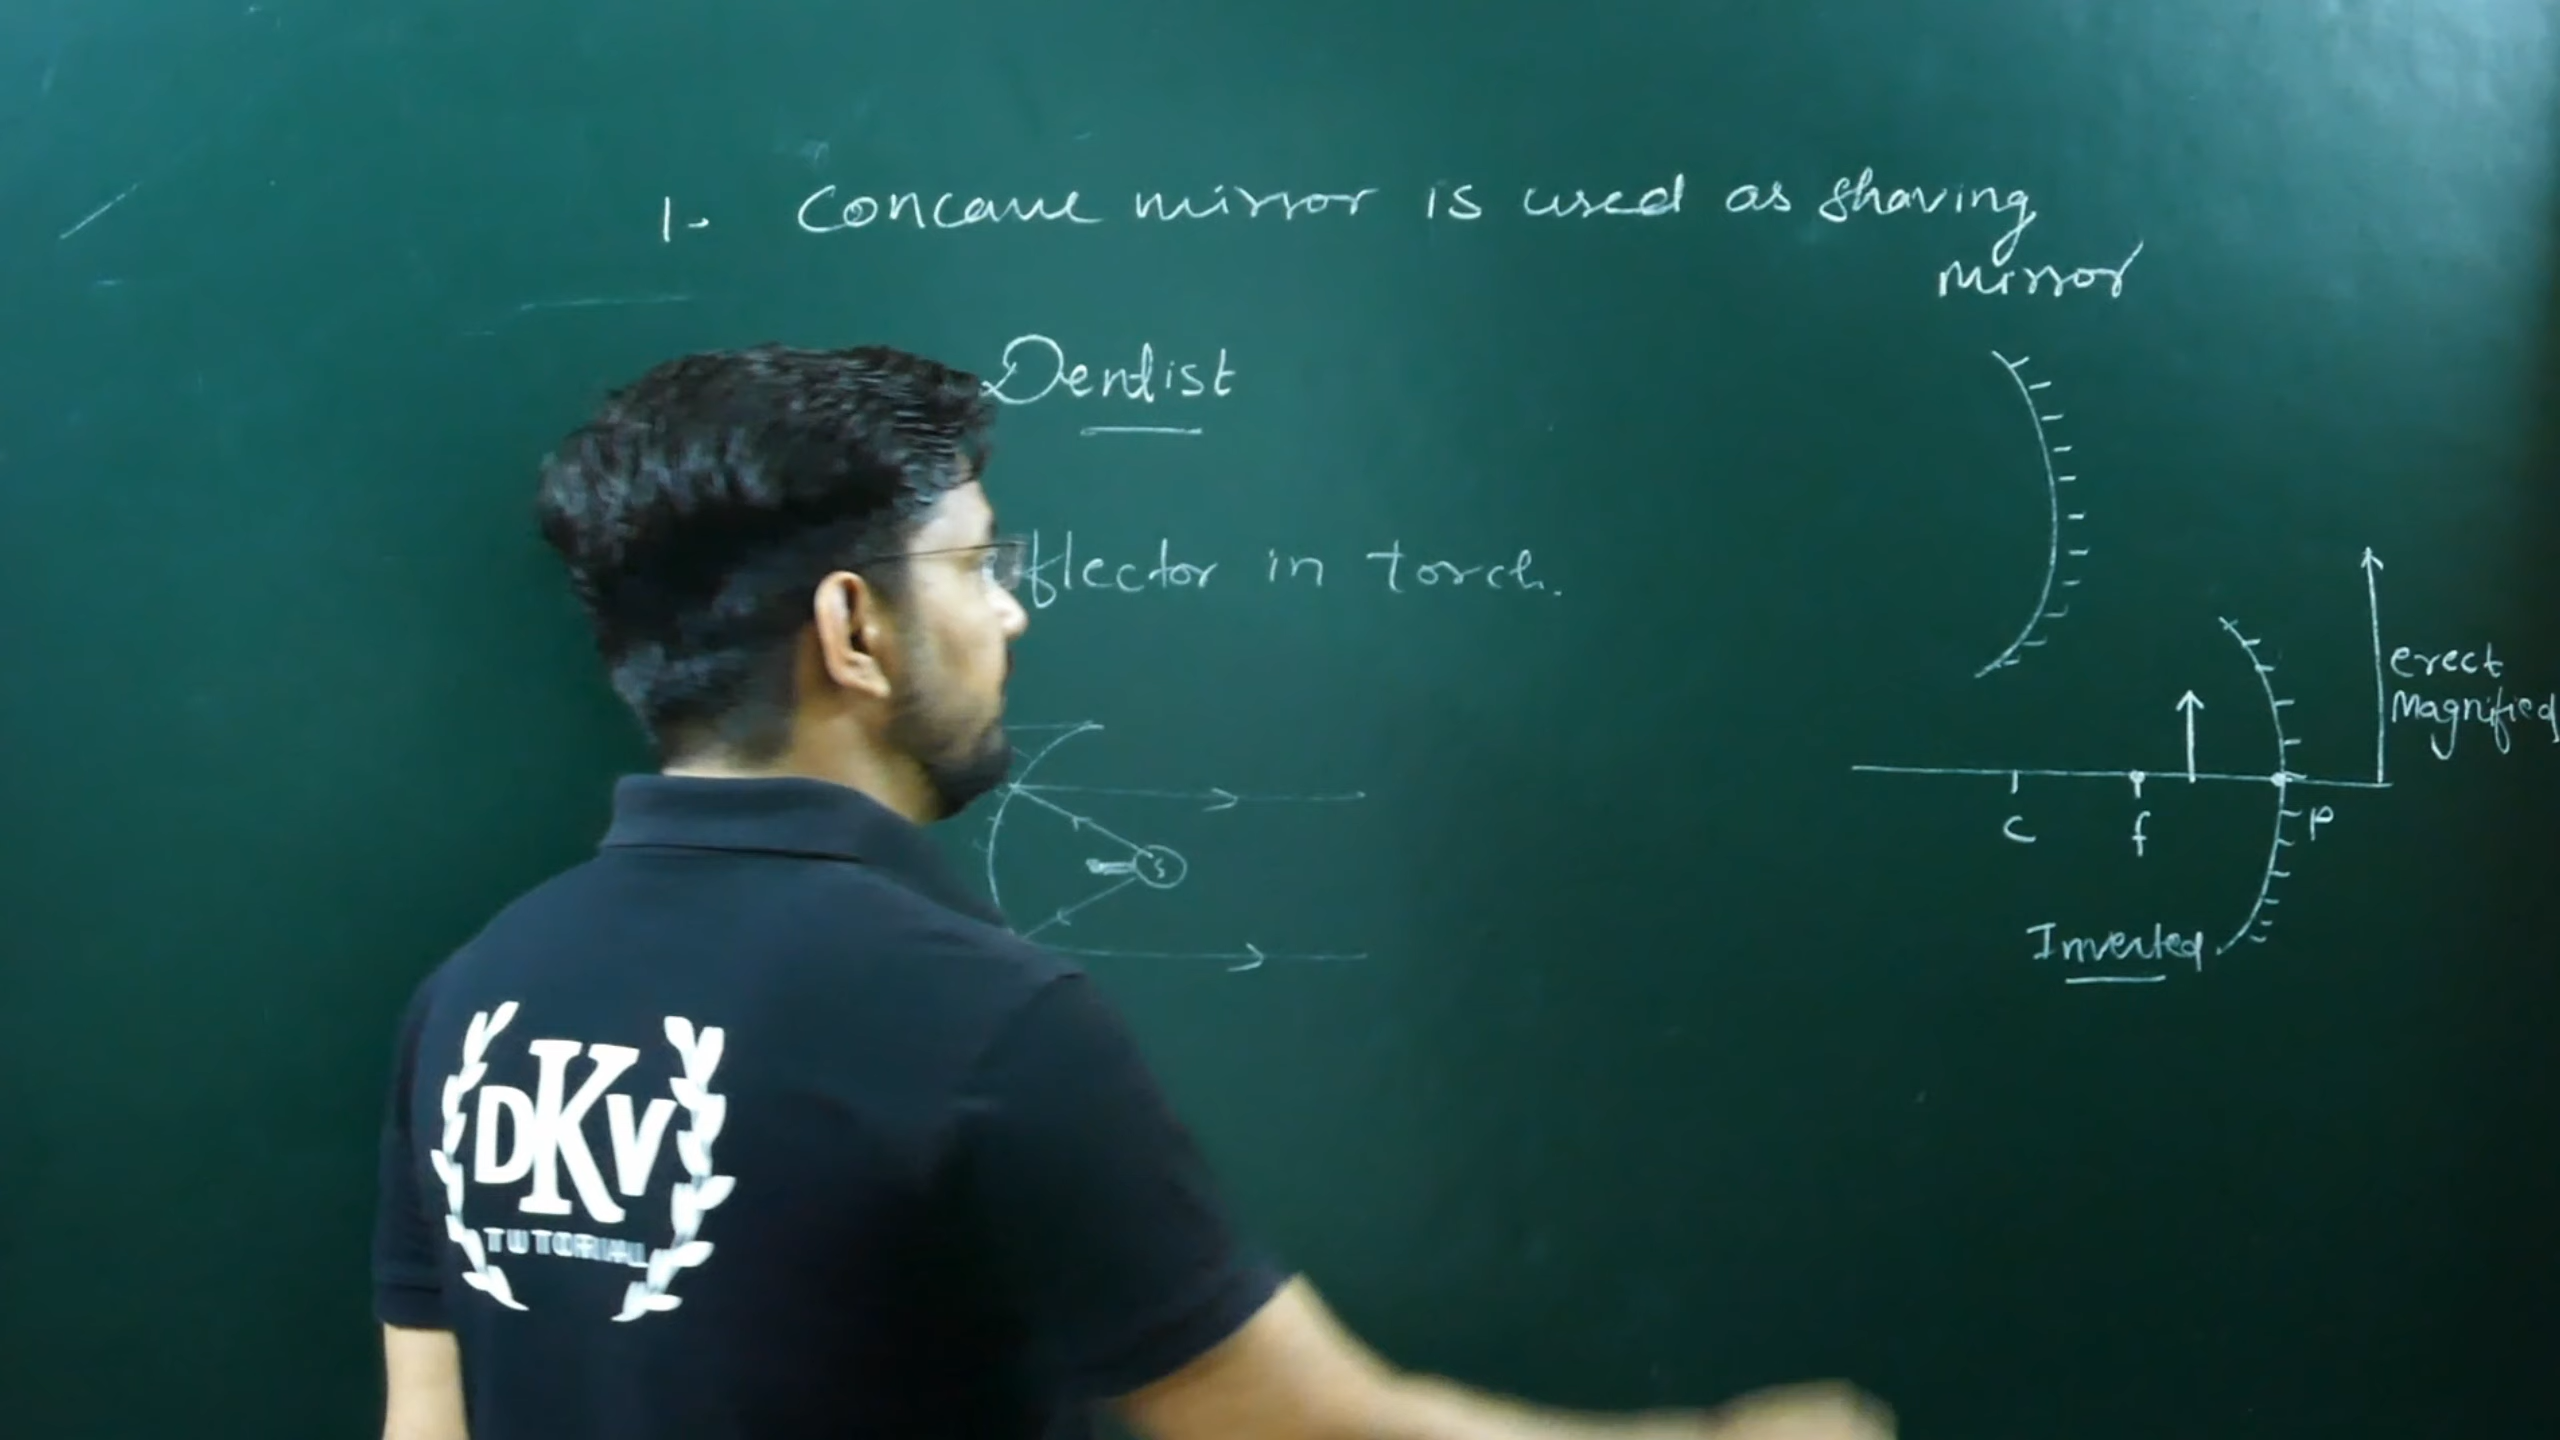 1. Concave mirror is used as shaving
mirror
Dentist
flector in torch.
erect
Magnified
S
C
f
P
Inverted
DKV
TUTORIAL